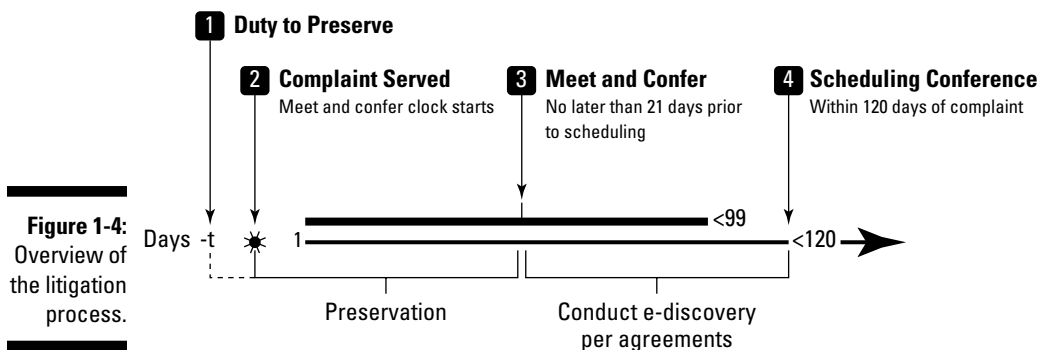 1 Duty to Preserve
2 Complaint Served
Meet and confer clock starts
3 Meet and Confer
No later than 21 days prior
to scheduling
4 Scheduling Conference
Within 120 days of complaint
Figure 1-4:
Overview of
the litigation
process.
Days -t
1
<99
<120
Preservation
Conduct e-discovery
per agreements